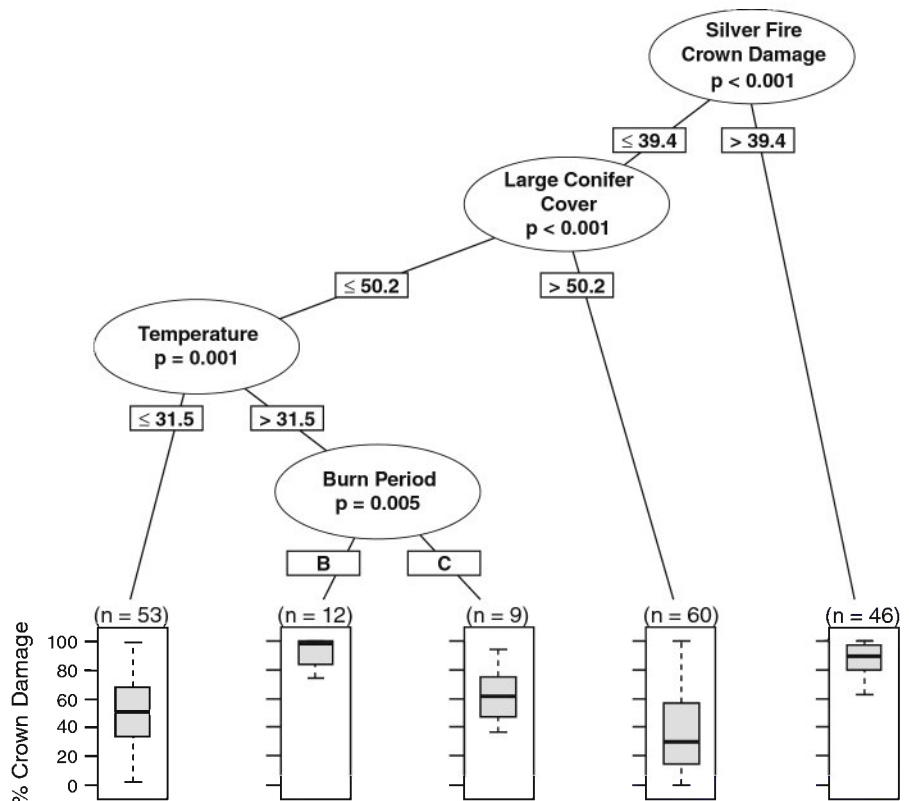 Silver Fire
Crown Damage
p < 0.001
≤ 39.4
> 39.4
Large Conifer
Cover
p < 0.001
≤ 50.2
> 50.2
Temperature
p = 0.001
≤ 31.5
> 31.5
Burn Period
p = 0.005
B
C
(n = 53)
(n = 12)
(n = 9)
(n = 60)
(n = 46)
% Crown Damage
100
80
60
40
20
0